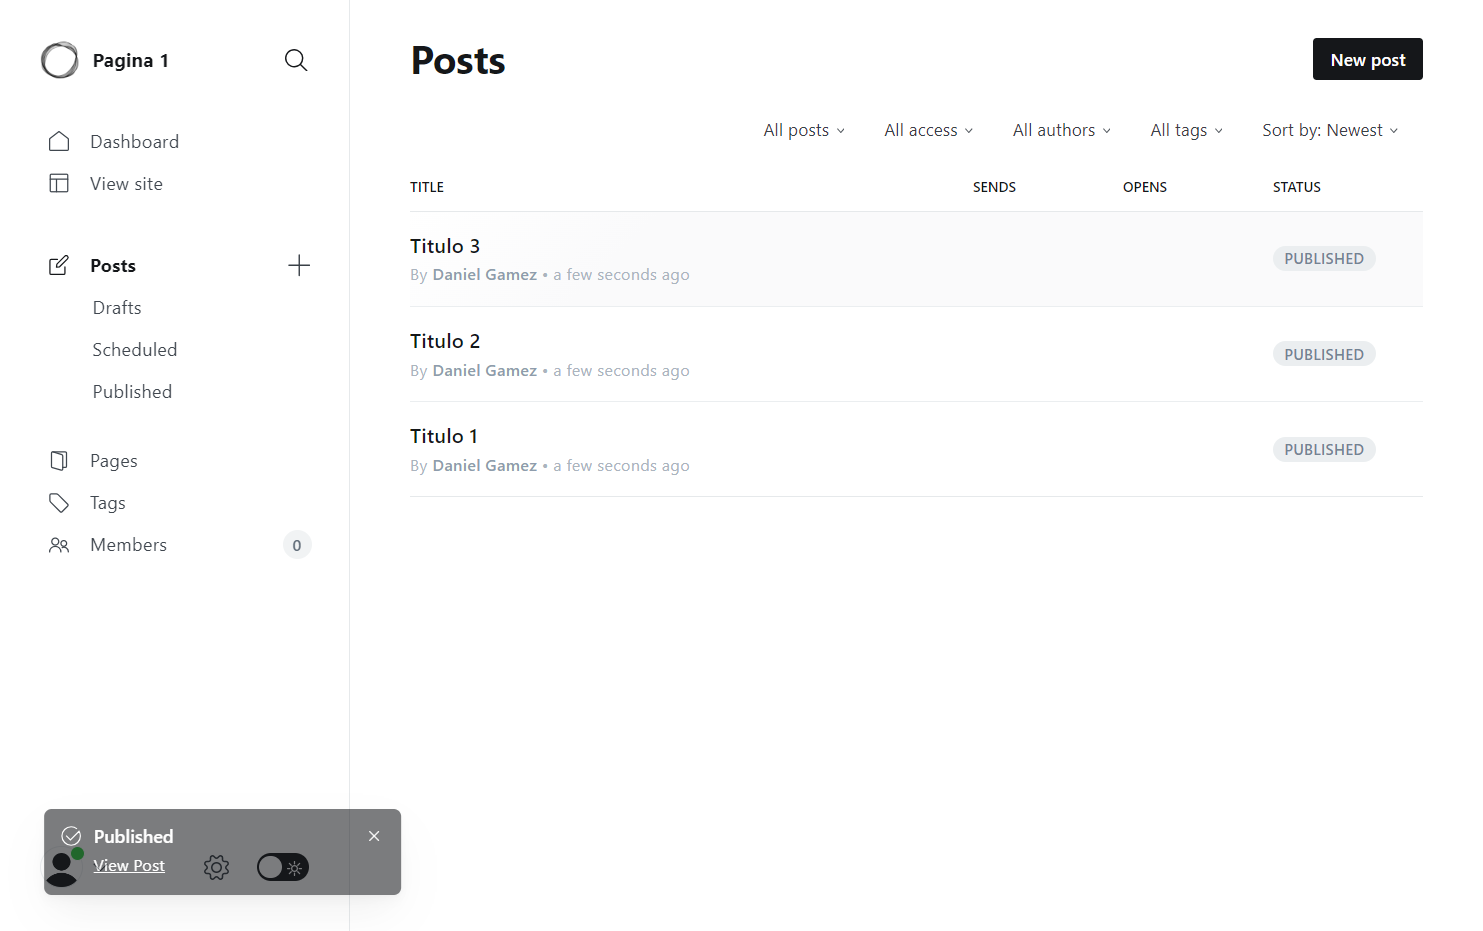 Pagina 1
Dashboard
View site
Posts
Drafts
Scheduled
Published
Pages
Tags
Members 0
Published
View Post
Posts
New post
All posts All access All authors All tags Sort by: Newest
TITLE SENDS OPENS STATUS
Titulo 3
By Daniel Gamez • a few seconds ago
PUBLISHED
Titulo 2
By Daniel Gamez • a few seconds ago
PUBLISHED
Titulo 1
By Daniel Gamez • a few seconds ago
PUBLISHED